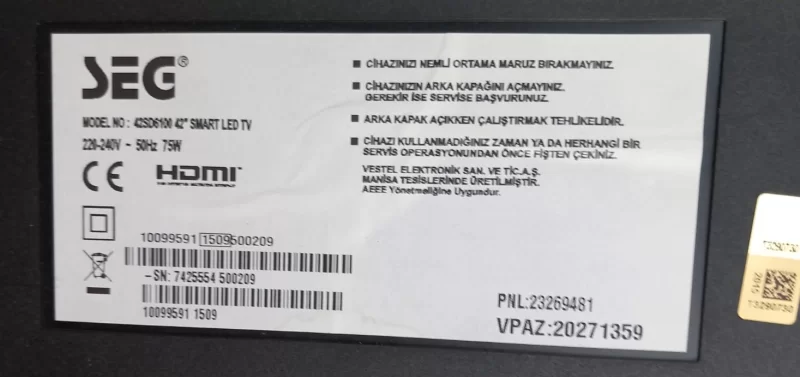 SEG®
MODEL NO : 42SD6100 42" SMART LED TV
220-240V ~ 50Hz 75W
CE HDMI™
10099591 1509500209
-SN: 7425554 500209
10099591 1509
■ CİHAZINIZI NEMLİ ORTAMA MARUZ BIRAKMAYINIZ.
■ CİHAZINIZIN ARKA KAPAĞINI AÇMAYINIZ.
GEREKİR İSE SERVİSE BAŞVURUNUZ.
■ ARKA KAPAK AÇIKKEN ÇALIŞTIRMAK TEHLİKELİDİR.
■ CİHAZI KULLANMADIĞINIZ ZAMAN YA DA HERHANGİ BİR
SERVİS OPERASYONUNDAN ÖNCE FİŞTEN ÇEKİNİZ.
VESTEL ELEKTRONİK SAN. VE TİC.A.Ş.
MANİSA TESİSLERİNDE ÜRETİLMİŞTİR.
AEEE Yönetmeliğine Uygundur.
PNL:23269481
VPAZ:20271359
T3290730
2015
T3290730